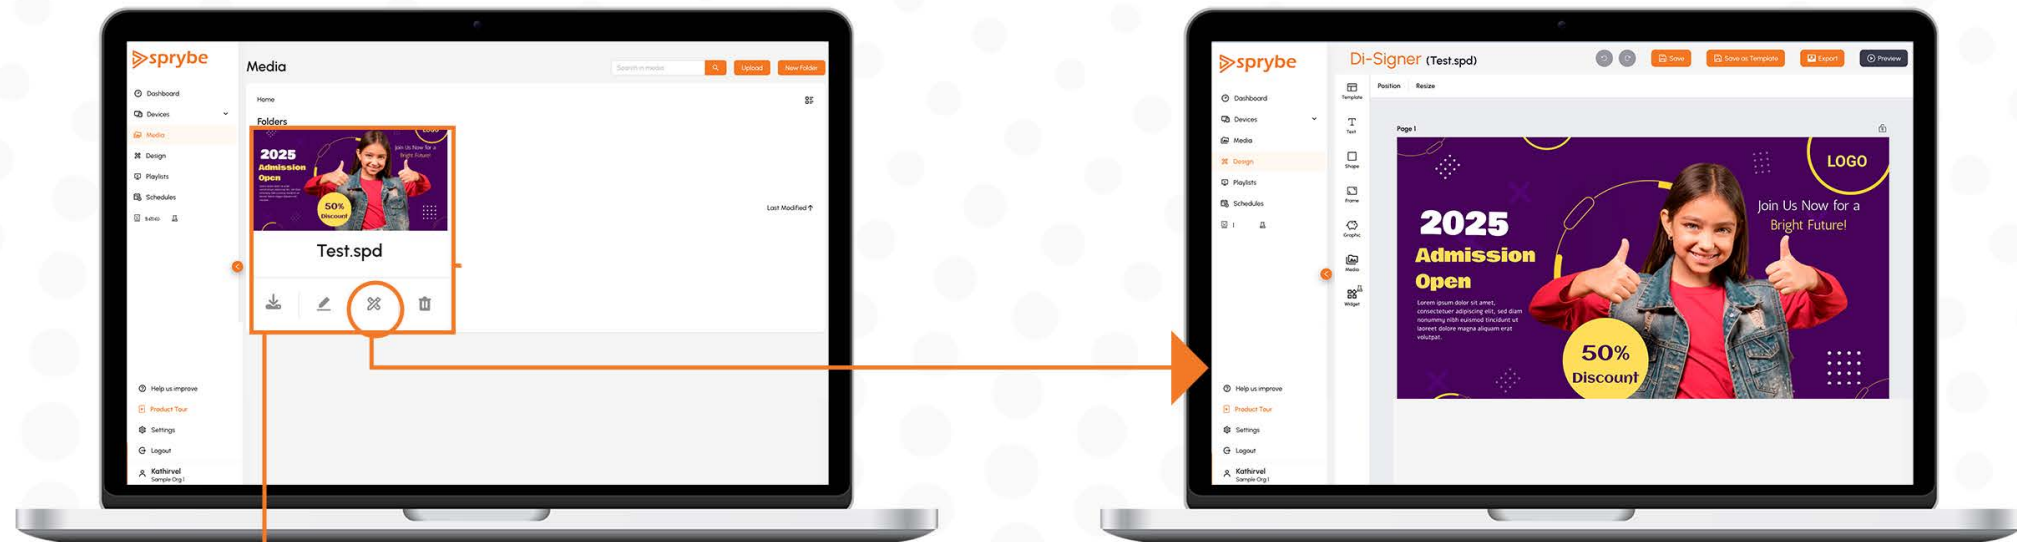 sprybe
Media
Search in media
Upload
New Folder
Dashboard
Devices
Media
Design
Playlists
Schedules
Home
Folders
LOGO
Join Us Now for a
Bright Future!
2025
Admission
Open
50%
Discount
Test.spd
Last Modified
Help us improve
Product Tour
Settings
Logout
Kathirvel
Sample Org 1
sprybe
Di-Signer (Test.spd)
Save
Save as Template
Export
Preview
Dashboard
Devices
Media
Design
Playlists
Schedules
Template
Text
Shape
Frame
Graphic
Media
Widget
Position
Resize
Page 1
LOGO
Join Us Now for a
Bright Future!
2025
Admission
Open
Lorem ipsum dolor sit amet,
consectetuer adipiscing elit, sed diam
nonummy nibh euismod tincidunt ut
laoreet dolore magna aliquam erat
volutpat.
50%
Discount
Help us improve
Product Tour
Settings
Logout
Kathirvel
Sample Org 1